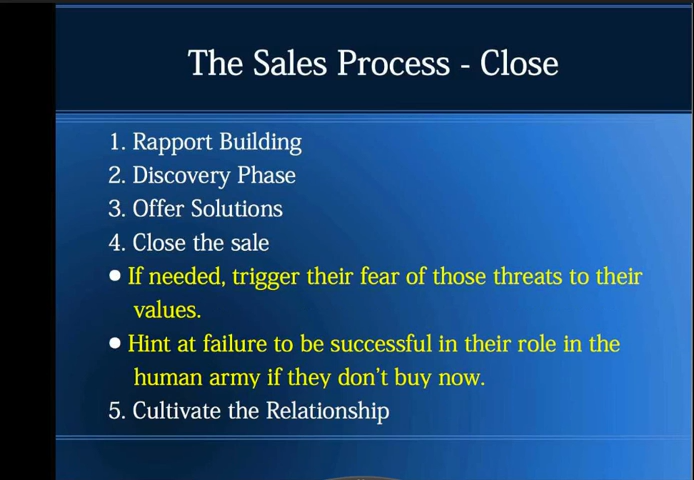 The Sales Process - Close
1. Rapport Building
2. Discovery Phase
3. Offer Solutions
4. Close the sale
● If needed, trigger their fear of those threats to their
values.
● Hint at failure to be successful in their role in the
human army if they don't buy now.
5. Cultivate the Relationship